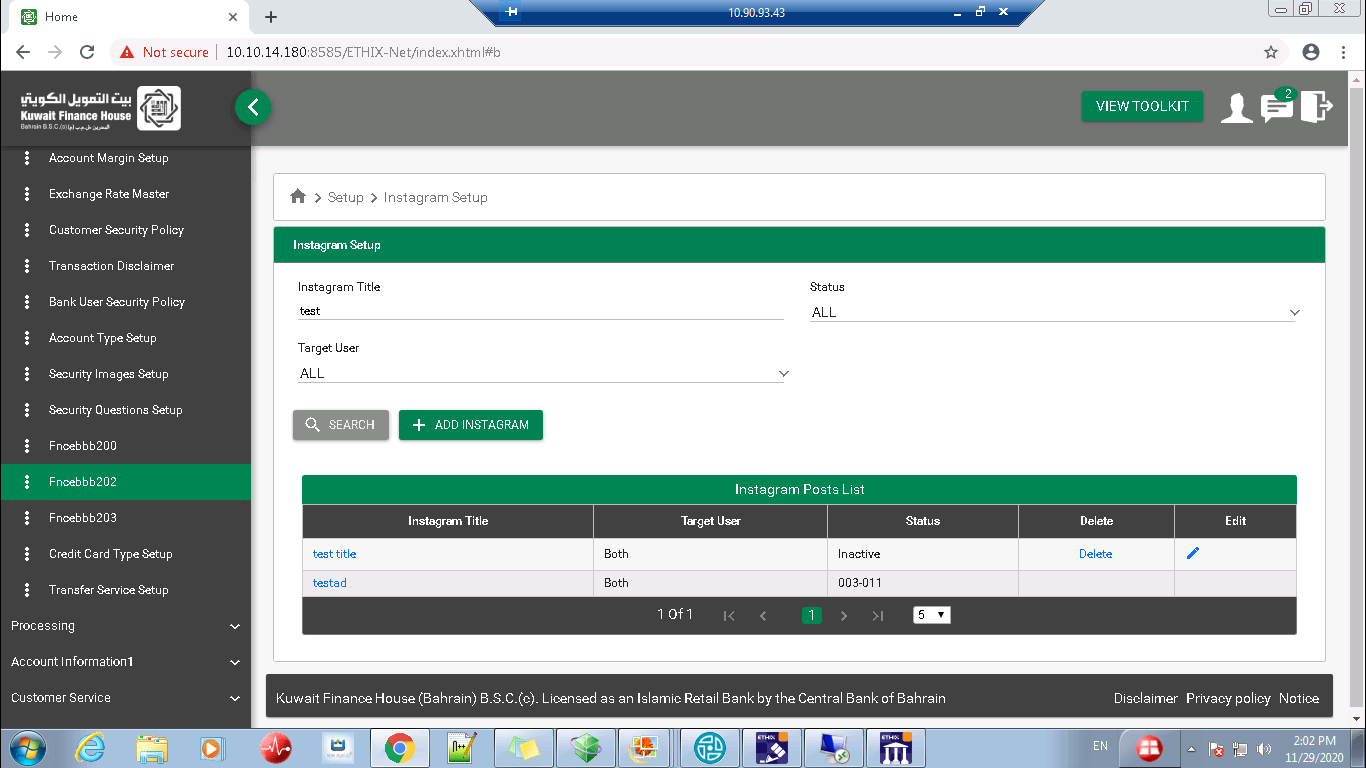 Home
10.90.93.43
Not secure
10.10.14.180:8585/ETHIX-Net/index.xhtml#b
بيت التمويل الكويتي
Kuwait Finance House
Bahrain B.S.C.(c)
VIEW TOOLKIT
2
Account Margin Setup
Exchange Rate Master
Customer Security Policy
Transaction Disclaimer
Bank User Security Policy
Account Type Setup
Security Images Setup
Security Questions Setup
Fncebbb200
Fncebbb202
Fncebbb203
Credit Card Type Setup
Transfer Service Setup
Processing
Account Information1
Customer Service
Setup
Instagram Setup
Instagram Setup
Instagram Title
test
Status
ALL
Target User
ALL
SEARCH
ADD INSTAGRAM
Instagram Posts List
Instagram Title Target User Status Delete Edit
test title Both Inactive Delete
testad Both 003-011
1 Of 1
1
5
Kuwait Finance House (Bahrain) B.S.C.(c). Licensed as an Islamic Retail Bank by the Central Bank of Bahrain
Disclaimer Privacy policy Notice
ETHIX
ETHIX
EN
2:02 PM
11/29/2020